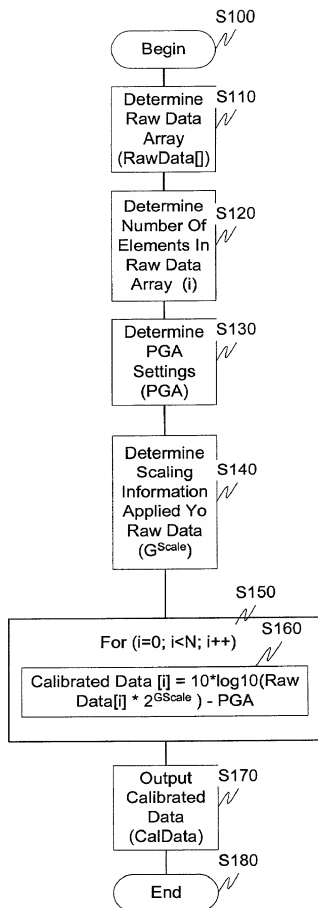 S100
Begin
S110
Determine
Raw Data
Array
(RawData[])
S120
Determine
Number Of
Elements In
Raw Data
Array (i)
S130
Determine
PGA
Settings
(PGA)
S140
Determine
Scaling
Information
Applied Yo
Raw Data
(G^Scale)
S150
For (i=0; i<N; i++)
S160
Calibrated Data [i] = 10*log10(Raw
Data[i] * 2^GScale ) - PGA
S170
Output
Calibrated
Data
(CalData)
S180
End